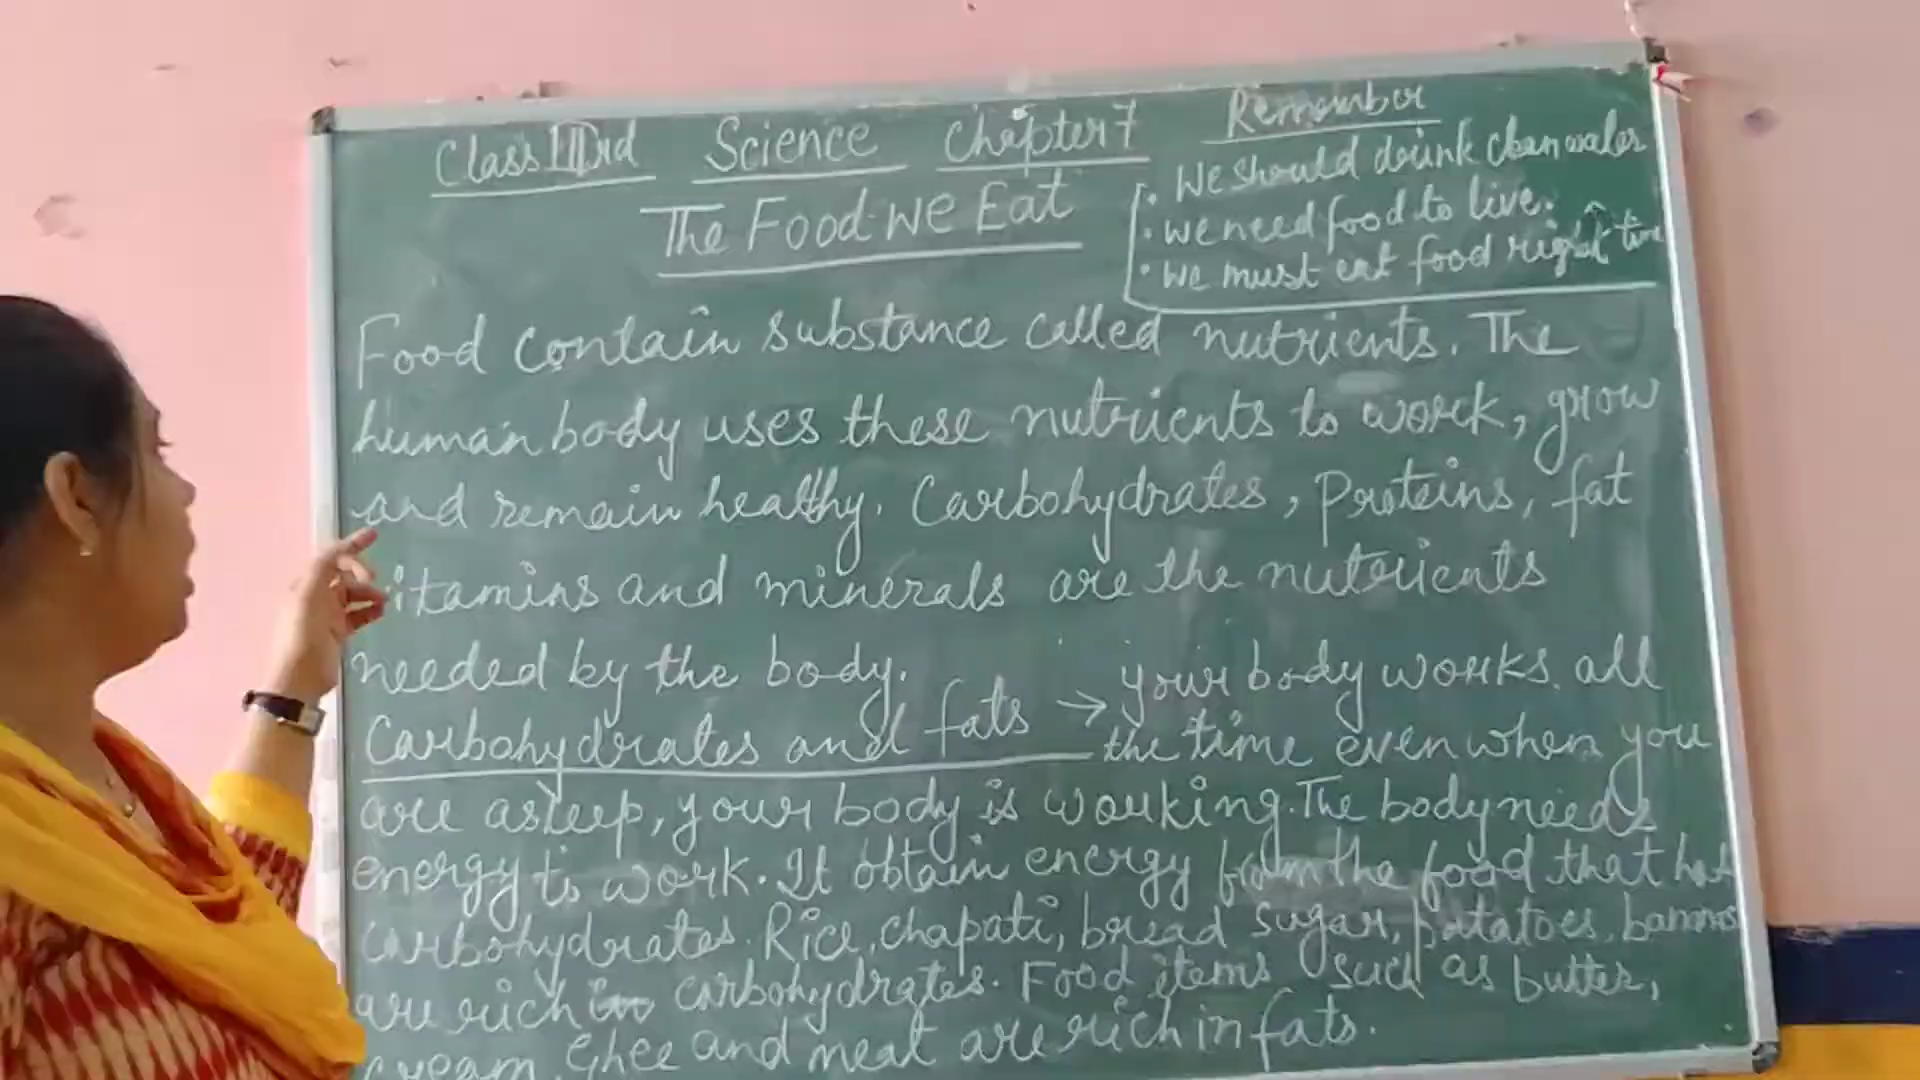 Class IIIrd Science Chapter 7
The Food we Eat
Remember
• We should drink clean water
• we need food to live.
• we must eat food right time
Food contain substance called nutrients. The
human body uses these nutrients to work, grow
and remain healthy. Carbohydrates, Proteins, fat
itamins and minerals are the nutrients
needed by the body.
Carbohydrates and fats → your body works all
the time even when you
are asleep, your body is working. The body needs
energy to work. It obtain energy from the food that
carbohydrates. Rice, chapati, bread sugar, potatoes,
are rich in carbohydrates. Food items such as butter,
cream, Ghee and meat are rich in fats.